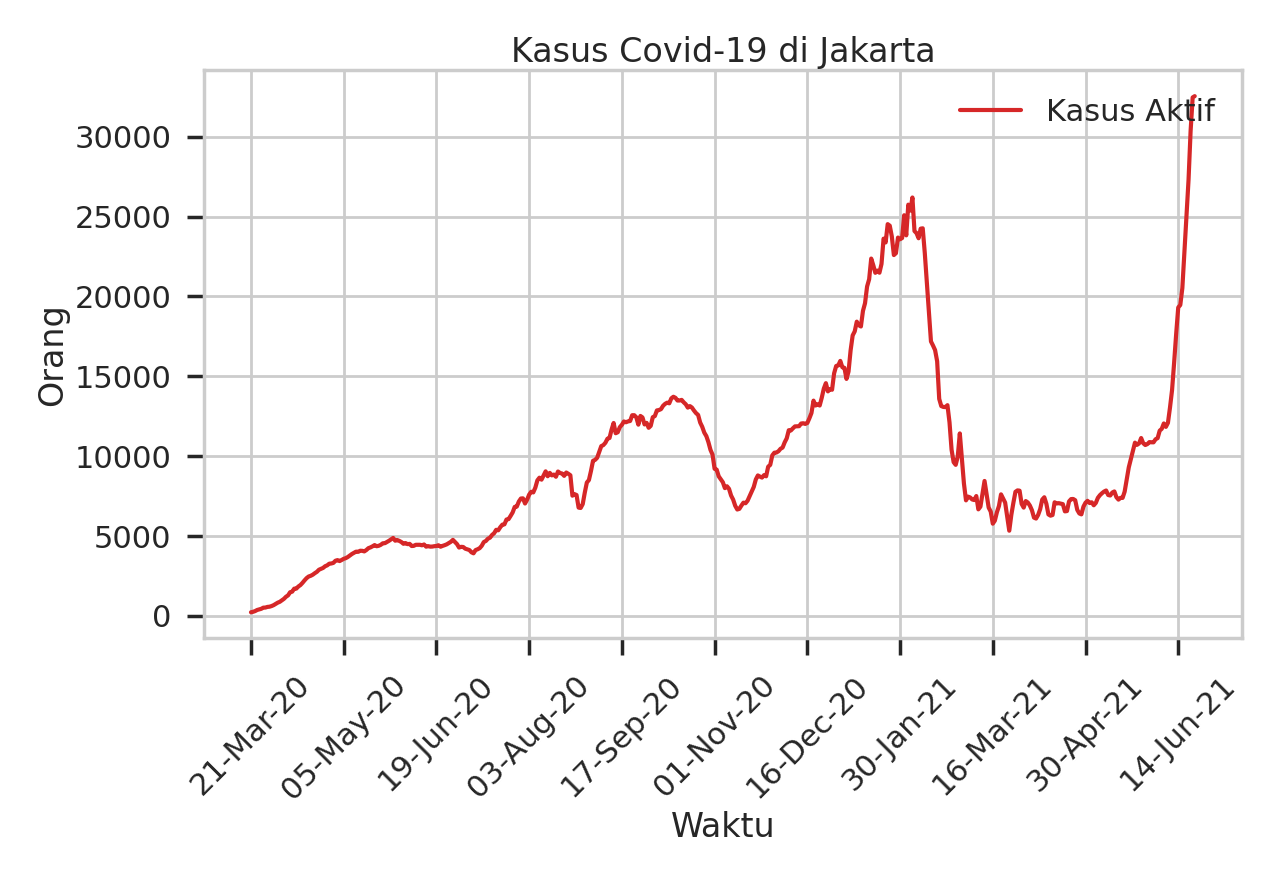 Kasus Covid-19 di Jakarta
Kasus Aktif
30000
25000
20000
15000
10000
5000
0
Orang
21-Mar-20
05-May-20
19-Jun-20
03-Aug-20
17-Sep-20
01-Nov-20
16-Dec-20
30-Jan-21
16-Mar-21
30-Apr-21
14-Jun-21
Waktu